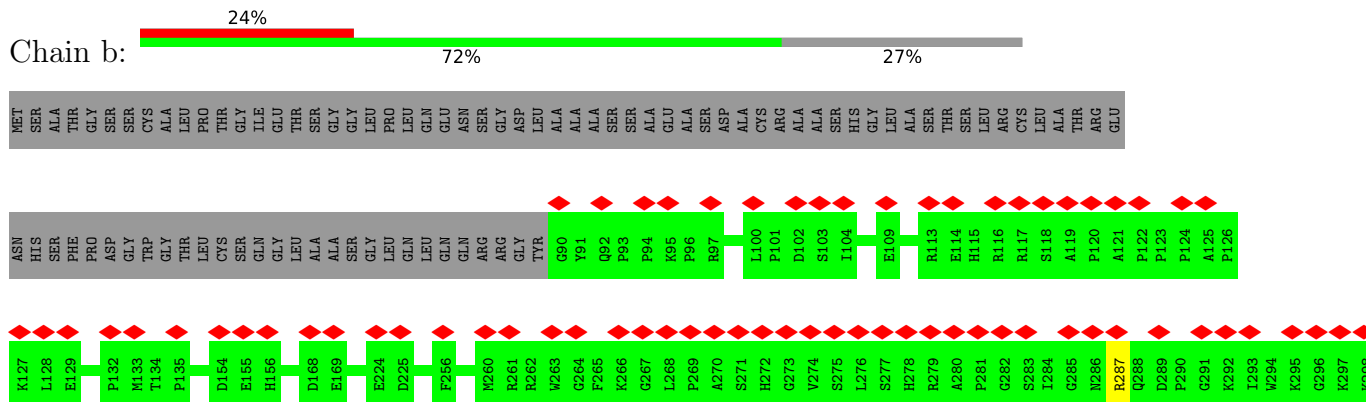 24%
Chain b:
72% 27%
MET SER ALA THR GLY SER SER CYS ALA LEU PRO THR GLY ILE GLU THR SER GLY GLY LEU PRO LEU GLN GLU ASN SER GLY ASP LEU ALA ALA ALA SER SER ALA GLU ALA SER ASP ALA CYS ARG ALA ALA SER HIS GLY LEU ALA SER THR SER LEU ARG CYS LEU ALA THR ARG GLU
ASN HIS SER PHE PRO ASP GLY TRP GLY THR LEU CYS SER GLN GLY LEU ALA ALA SER GLY LEU GLN LEU GLN GLN ARG ARG GLY TYR G90 Y91 Q92 P93 P94 K95 P96 R97 L100 P101 D102 S103 I104 E109 R113 E114 H115 R116 R117 S118 A119 P120 A121 P122 P123 P124 A125 P126
K127 L128 E129 P132 M133 T134 P135 D154 E155 H156 D168 E169 E224 D225 F256 M260 R261 R262 W263 G264 F265 K266 G267 L268 P269 A270 S271 H272 G273 V274 S275 L276 S277 H278 R279 A280 P281 G282 S283 I284 G285 N286 R287 Q288 D289 P290 G291 K292 I293 W294 K295 G296 K297